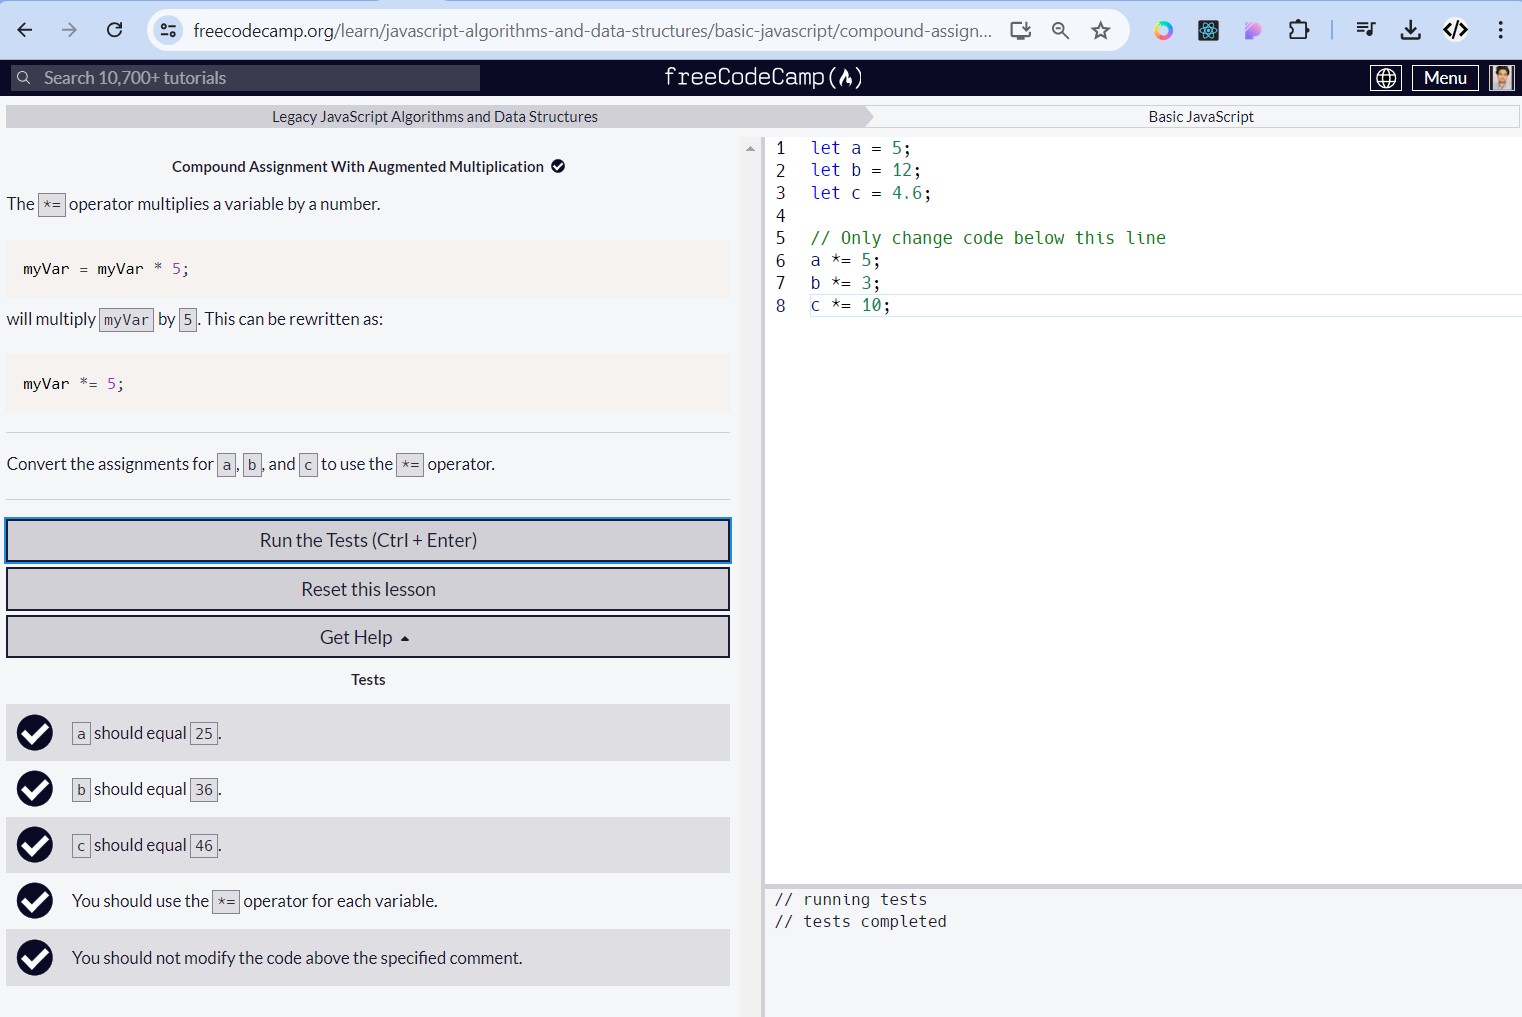 freecodecamp.org/learn/javascript-algorithms-and-data-structures/basic-javascript/compound-assign...
Search 10,700+ tutorials
freeCodeCamp(
)
Menu
Legacy JavaScript Algorithms and Data Structures
Basic JavaScript
Compound Assignment With Augmented Multiplication
The *= operator multiplies a variable by a number.
myVar = myVar * 5;
will multiply myVar by 5. This can be rewritten as:
myVar *= 5;
Convert the assignments for a, b, and c to use the *= operator.
Run the Tests (Ctrl + Enter)
Reset this lesson
Get Help
Tests
a should equal 25.
b should equal 36.
c should equal 46.
You should use the *= operator for each variable.
You should not modify the code above the specified comment.
1 let a = 5;
2 let b = 12;
3 let c = 4.6;
4
5 // Only change code below this line
6 a *= 5;
7 b *= 3;
8 c *= 10;
// running tests
// tests completed